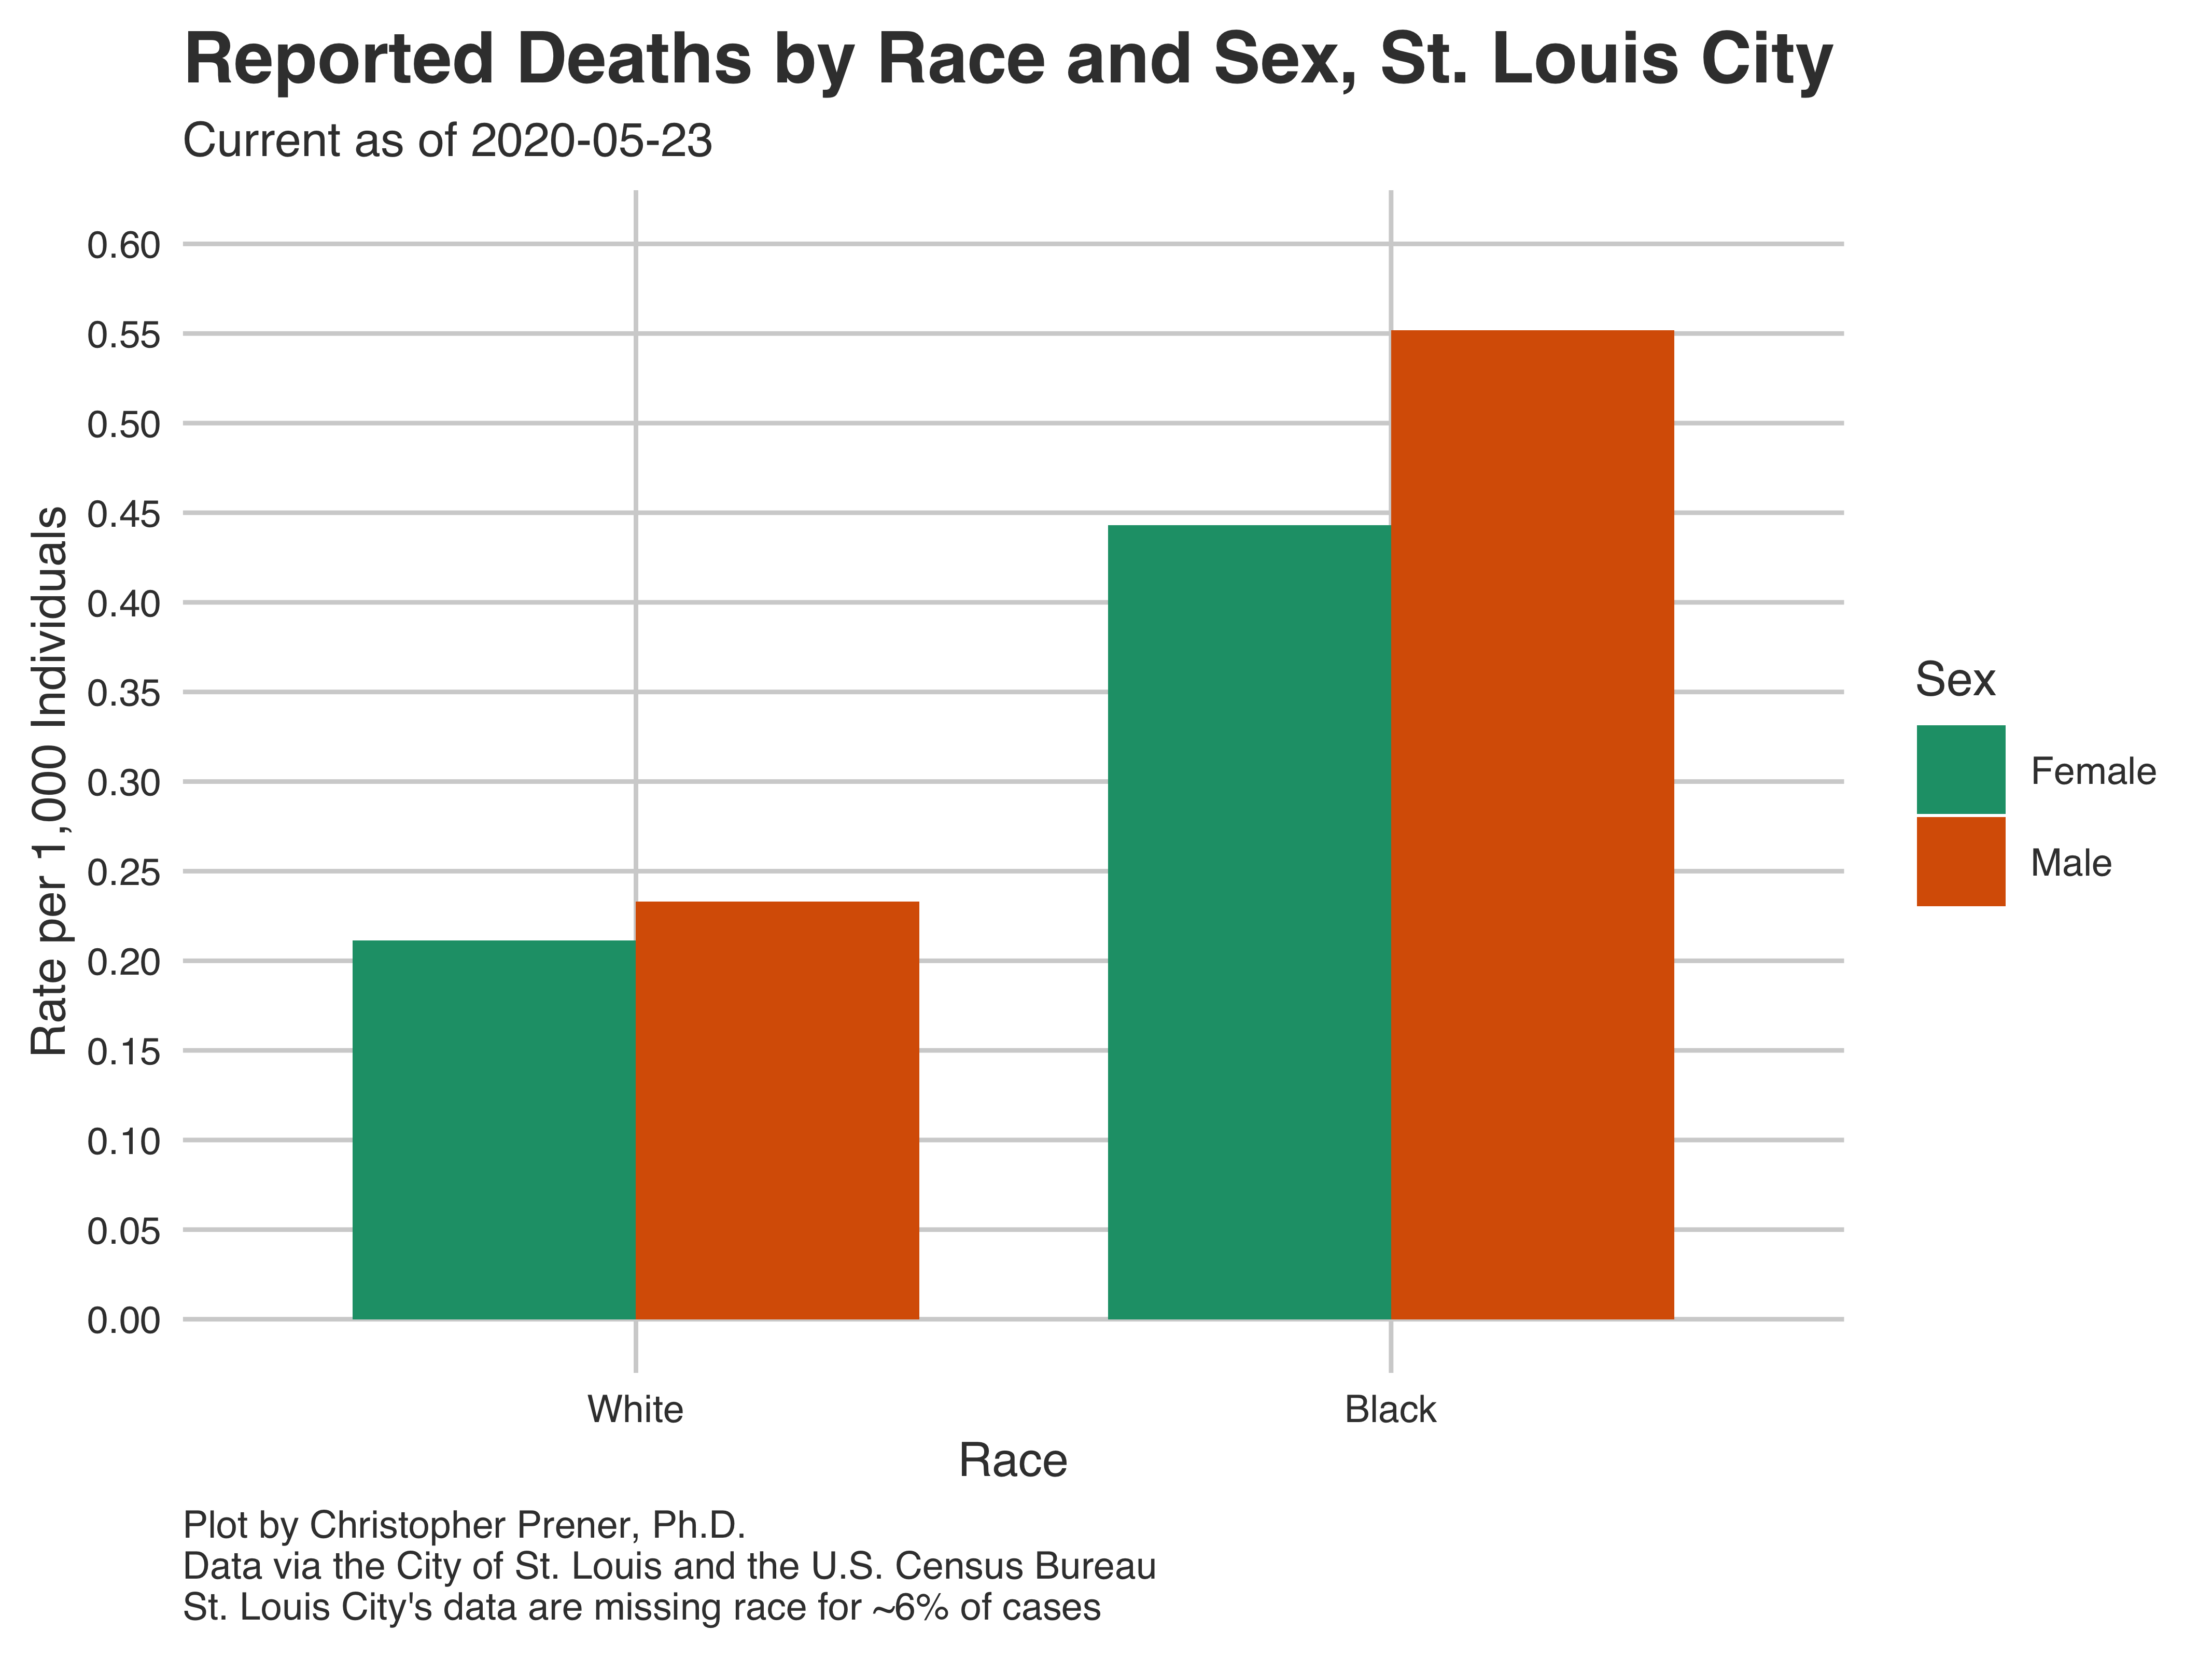 Reported Deaths by Race and Sex, St. Louis City
Current as of 2020-05-23
Rate per 1,000 Individuals
0.60
0.55
0.50
0.45
0.40
0.35
0.30
0.25
0.20
0.15
0.10
0.05
0.00
White
Black
Race
Sex
Female
Male
Plot by Christopher Prener, Ph.D.
Data via the City of St. Louis and the U.S. Census Bureau
St. Louis City's data are missing race for ~6% of cases